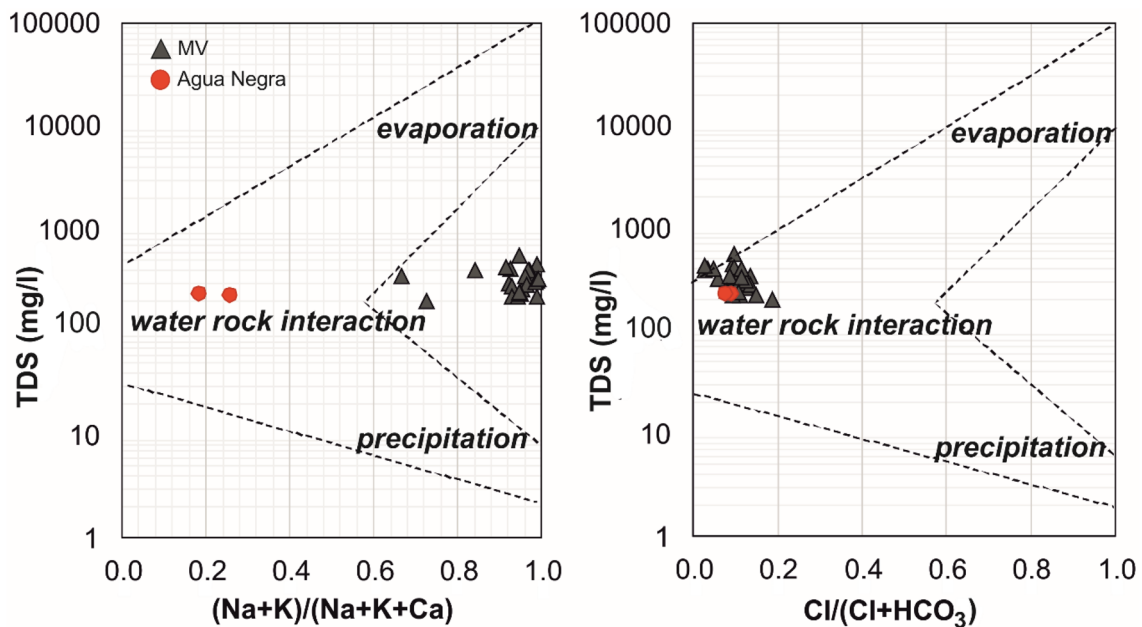 100000
10000
1000
100
10
1
TDS (mg/l)
MV
Agua Negra
evaporation
water rock interaction
precipitation
0.0 0.2 0.4 0.6 0.8 1.0
(Na+K)/(Na+K+Ca)
100000
10000
1000
100
10
1
TDS (mg/l)
evaporation
water rock interaction
precipitation
0.0 0.2 0.4 0.6 0.8 1.0
Cl/(Cl+HCO₃)